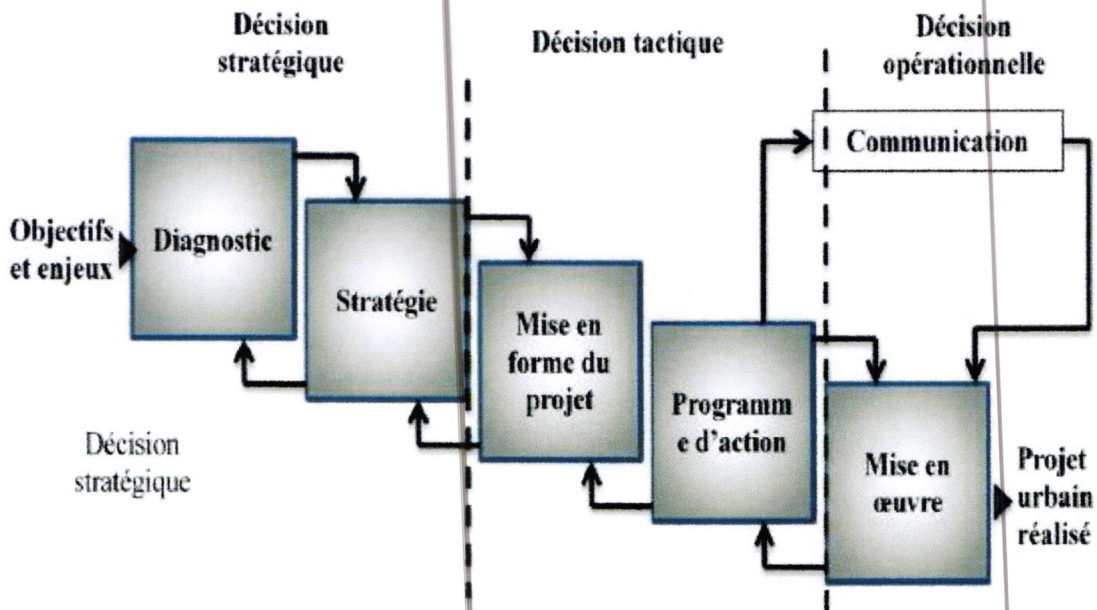 Décision
stratégique
Décision tactique
Décision
opérationnelle
Communication
Objectifs
et enjeux
Diagnostic
Stratégie
Mise en
forme du
projet
Programm
e d’action
Mise en
œuvre
Décision
stratégique
Projet
urbain
réalisé